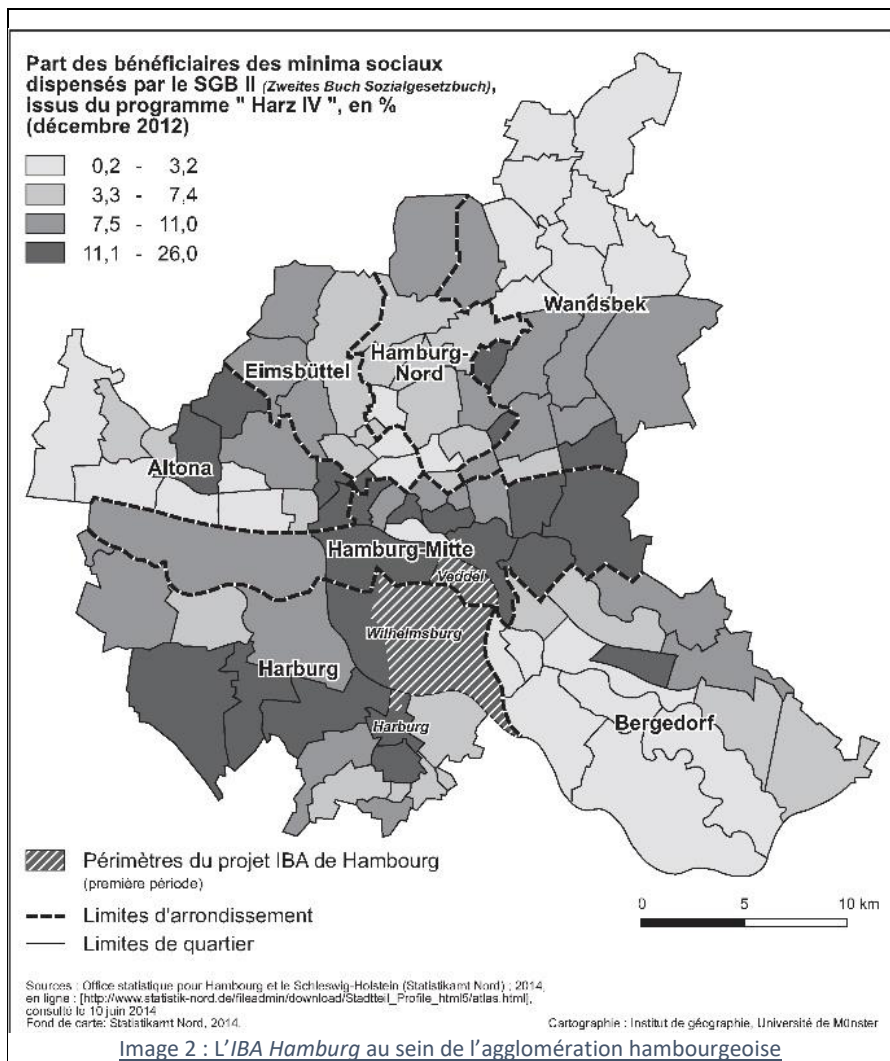 Part des bénéficiaires des minima sociaux
dispensés par le SGB II (Zweites Buch Sozialgesetzbuch),
issus du programme " Harz IV ", en %
(décembre 2012)
0,2 - 3,2
3,3 - 7,4
7,5 - 11,0
11,1 - 26,0
Wandsbek
Hamburg-
Nord
Eimsbüttel
Altona
Hamburg-Mitte
Veddel
Wilhelmsburg
Harburg
Harburg
Bergedorf
Périmètres du projet IBA de Hambourg
(première période)
Limites d'arrondissement
Limites de quartier
0 5 10 km
Sources : Office statistique pour Hambourg et le Schleswig-Holstein (Statistikamt Nord) ; 2014,
en ligne : [http://www.statistik-nord.de/fileadmin/download/Stadtteil_Profile_html5/atlas.html],
consulté le 10 juin 2014
Fond de carte: Statistikamt Nord, 2014.
Cartographie : Institut de géographie, Université de Münster
Image 2 : L'IBA Hamburg au sein de l'agglomération hambourgeoise